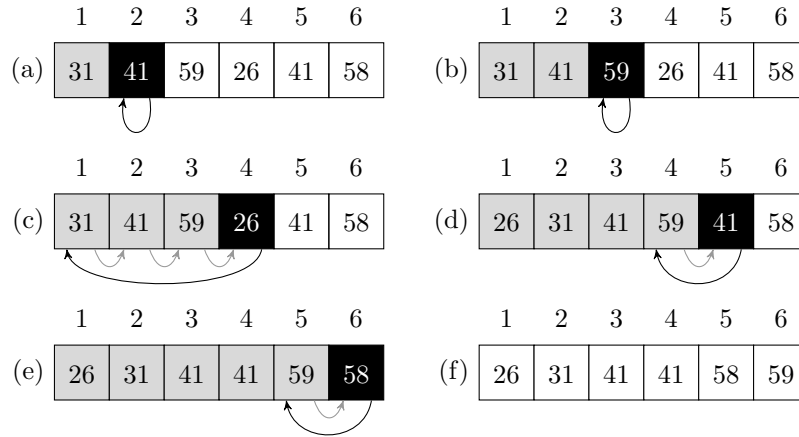 1 2 3 4 5 6
(a) 31 41 59 26 41 58
1 2 3 4 5 6
(b) 31 41 59 26 41 58
1 2 3 4 5 6
(c) 31 41 59 26 41 58
1 2 3 4 5 6
(d) 26 31 41 59 41 58
1 2 3 4 5 6
(e) 26 31 41 41 59 58
1 2 3 4 5 6
(f) 26 31 41 41 58 59